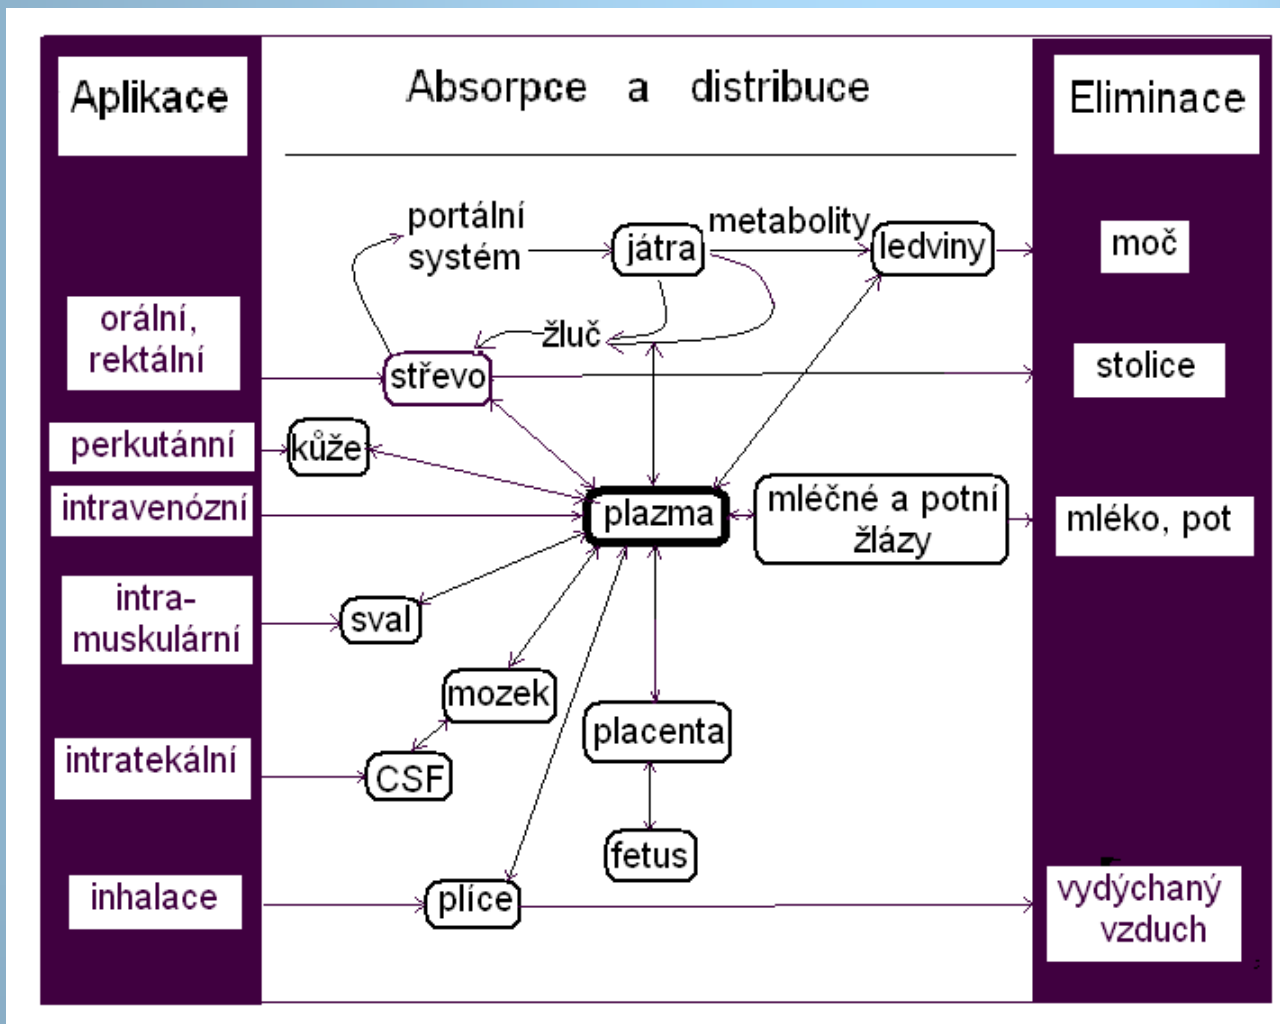 Aplikace
Absorpce a distribuce
Eliminace
portální
systém
játra
metabolity
ledviny
moč
orální,
rektální
žluč
střevo
stolice
perkutánní
kůže
intravenózní
plazma
mléčné a potní
žlázy
mléko, pot
intra-
muskulární
sval
mozek
placenta
intratekální
CSF
fetus
inhalace
plíce
vydýchaný
vzduch